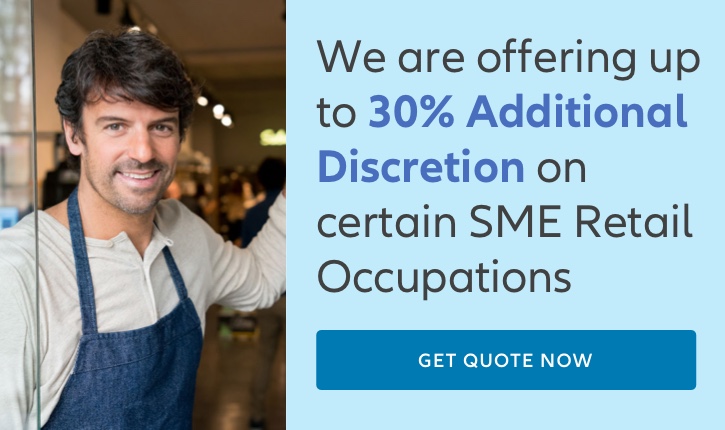 We are offering up
to 30% Additional
Discretion on
certain SME Retail
Occupations
GET QUOTE NOW